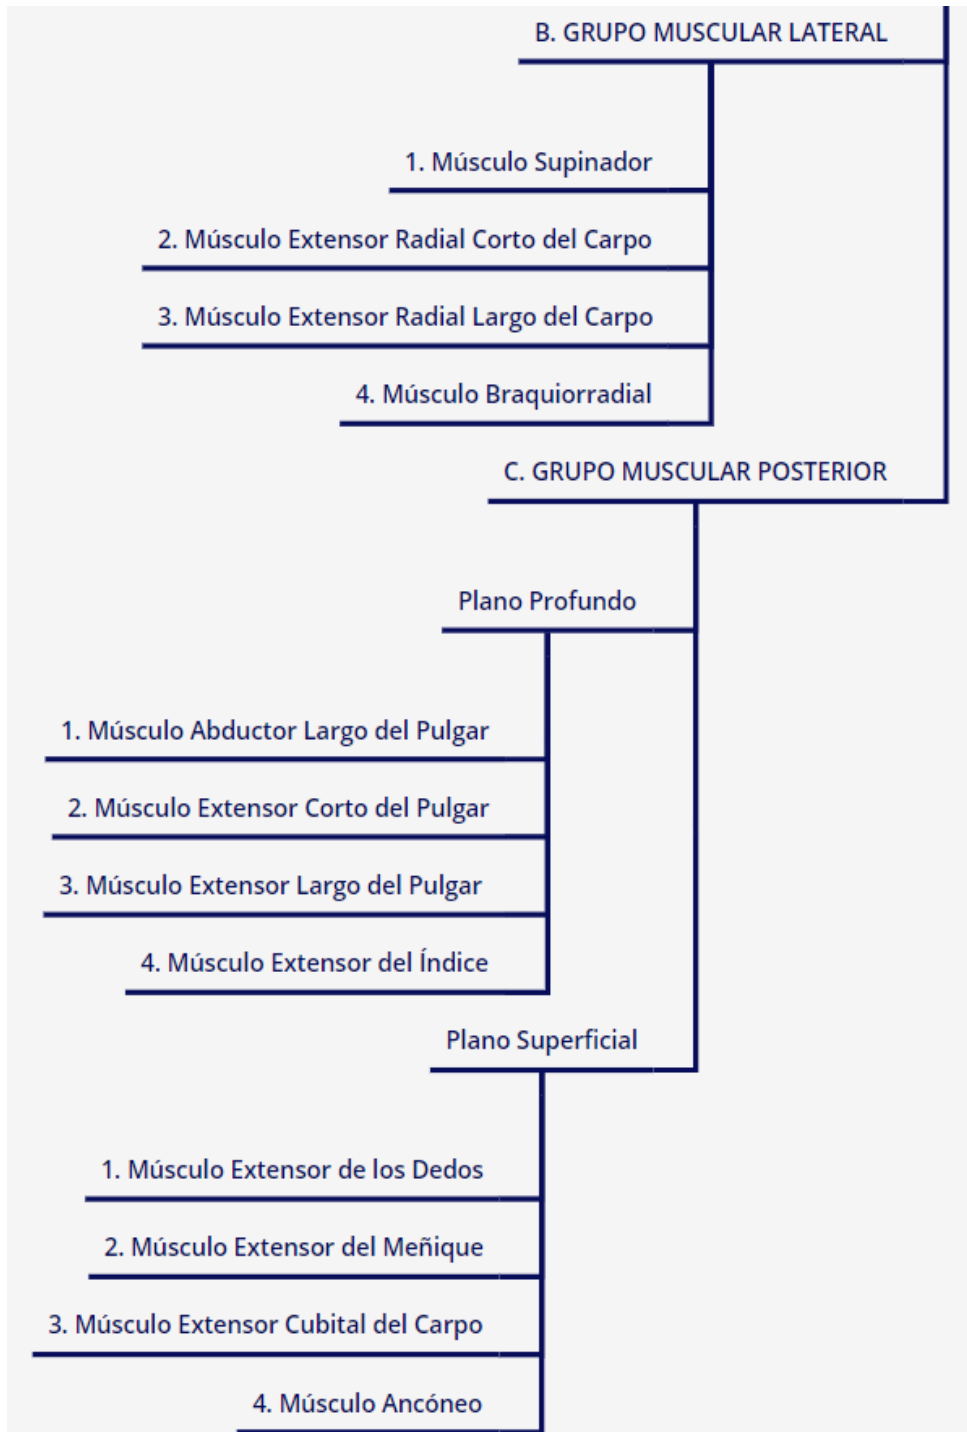 B. GRUPO MUSCULAR LATERAL
1. Músculo Supinador
2. Músculo Extensor Radial Corto del Carpo
3. Músculo Extensor Radial Largo del Carpo
4. Músculo Braquiorradial
C. GRUPO MUSCULAR POSTERIOR
Plano Profundo
1. Músculo Abductor Largo del Pulgar
2. Músculo Extensor Corto del Pulgar
3. Músculo Extensor Largo del Pulgar
4. Músculo Extensor del Índice
Plano Superficial
1. Músculo Extensor de los Dedos
2. Músculo Extensor del Meñique
3. Músculo Extensor Cubital del Carpo
4. Músculo Ancóneo